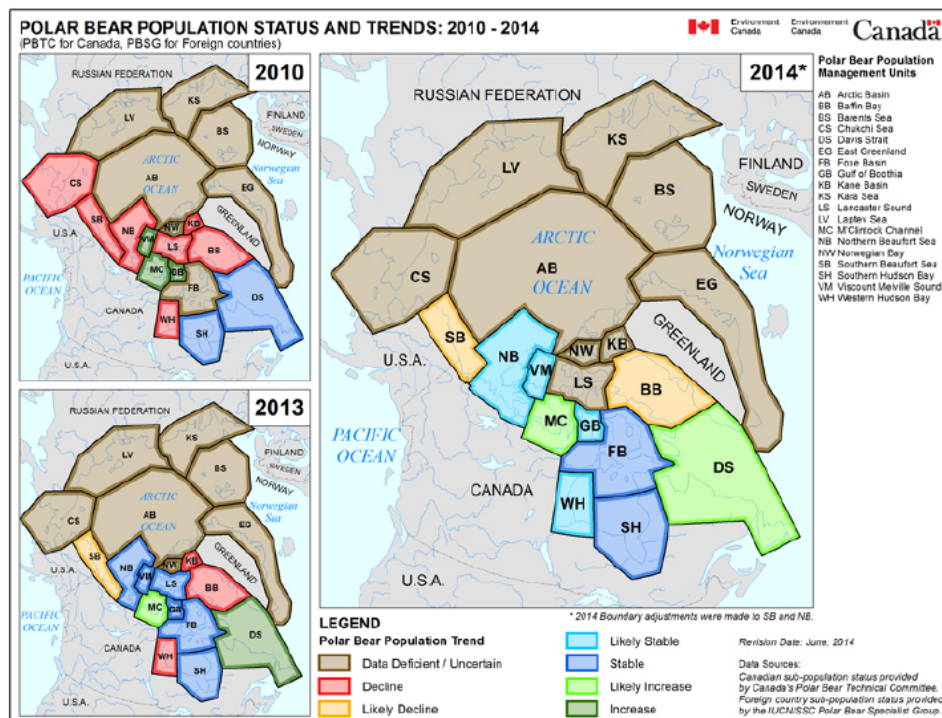 POLAR BEAR POPULATION STATUS AND TRENDS: 2010 - 2014
(PBTC for Canada, PBSG for Foreign countries)
Environment Canada
Environnement Canada
Canada
2010
RUSSIAN FEDERATION
KS
LV
BS
FINLAND
SWEDEN
NORWAY
Norwegian Sea
ARCTIC OCEAN
AB
CS
EG
GREENLAND
SB
NB
VM
NW
KB
LS
BS
MC
GB
FB
DS
WH
SH
U.S.A.
PACIFIC OCEAN
CANADA
U.S.A.
2013
RUSSIAN FEDERATION
KS
LV
BS
FINLAND
SWEDEN
NORWAY
Norwegian Sea
ARCTIC OCEAN
AB
CS
EG
GREENLAND
SB
NB
VM
NW
KB
LS
BB
MC
GB
FB
DS
WH
SH
U.S.A.
PACIFIC OCEAN
CANADA
U.S.A.
2014*
RUSSIAN FEDERATION
KS
LV
BS
FINLAND
SWEDEN
NORWAY
Norwegian Sea
ARCTIC OCEAN
AB
CS
EG
GREENLAND
SB
NB
VM
NW
KB
LS
BB
MC
GB
FB
DS
WH
SH
U.S.A.
PACIFIC OCEAN
CANADA
U.S.A.
Polar Bear Population
Management Units
AB Arctic Basin
BB Baffin Bay
BS Barents Sea
CS Chukchi Sea
DS Davis Strait
EG East Greenland
FB Foxe Basin
GB Gulf of Boothia
KB Kane Basin
KS Kara Sea
LS Lancaster Sound
LV Laptev Sea
MC M'Clintock Channel
NB Northern Beaufort Sea
NW Norwegian Bay
SB Southern Beaufort Sea
SH Southern Hudson Bay
VM Viscount Melville Sound
WH Western Hudson Bay
* 2014 Boundary adjustments were made to SB and NB.
LEGEND
Polar Bear Population Trend
Data Deficient / Uncertain
Decline
Likely Decline
Likely Stable
Stable
Likely Increase
Increase
Revision Date: June, 2014
Data Sources:
Canadian sub-population status provided
by Canada's Polar Bear Technical Committee.
Foreign country sub-population status provided
by the IUCN/SSC Polar Bear Specialist Group.